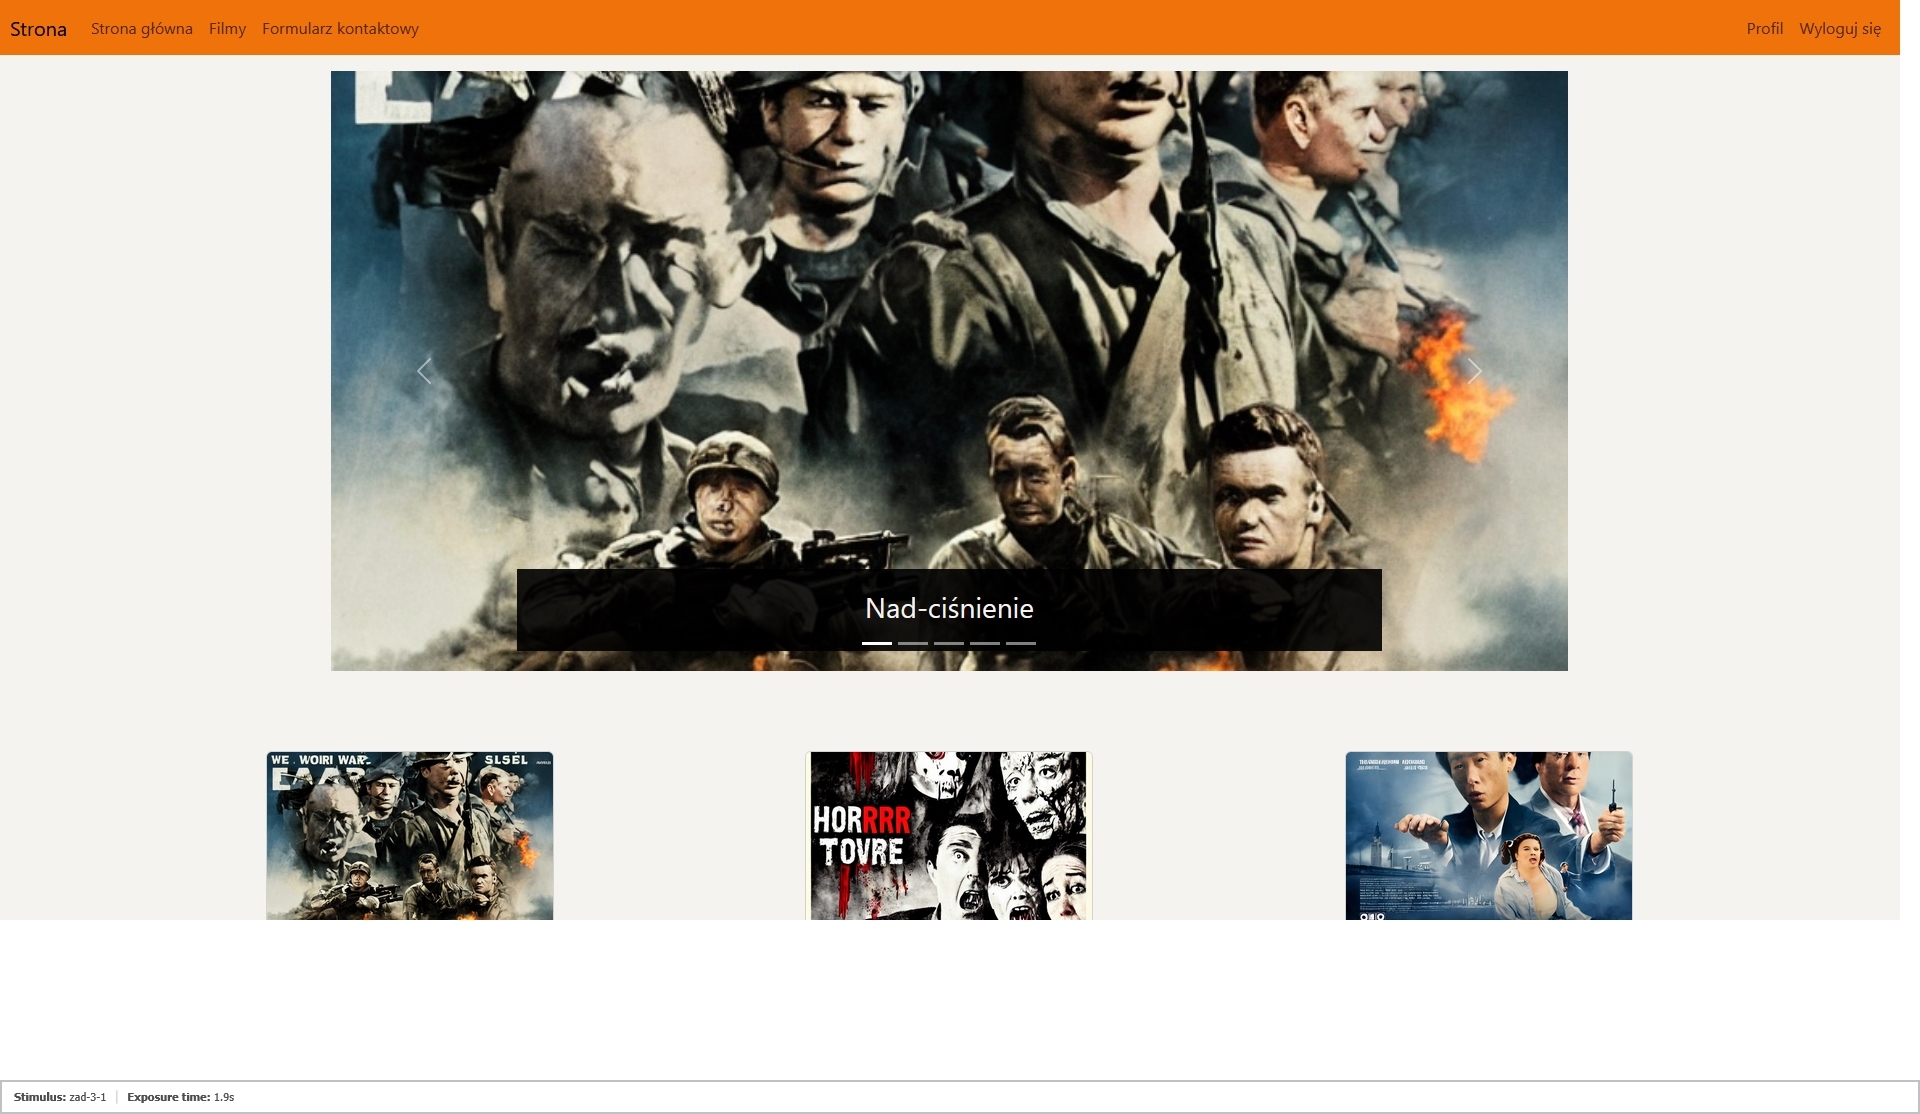 Strona Strona główna Filmy Formularz kontaktowy Profil Wyloguj się
Nad-ciśnienie
WE . WOIRI WAR. SLSEL
HORRRR
TOVRE
Stimulus: zad-3-1 | Exposure time: 1.9s